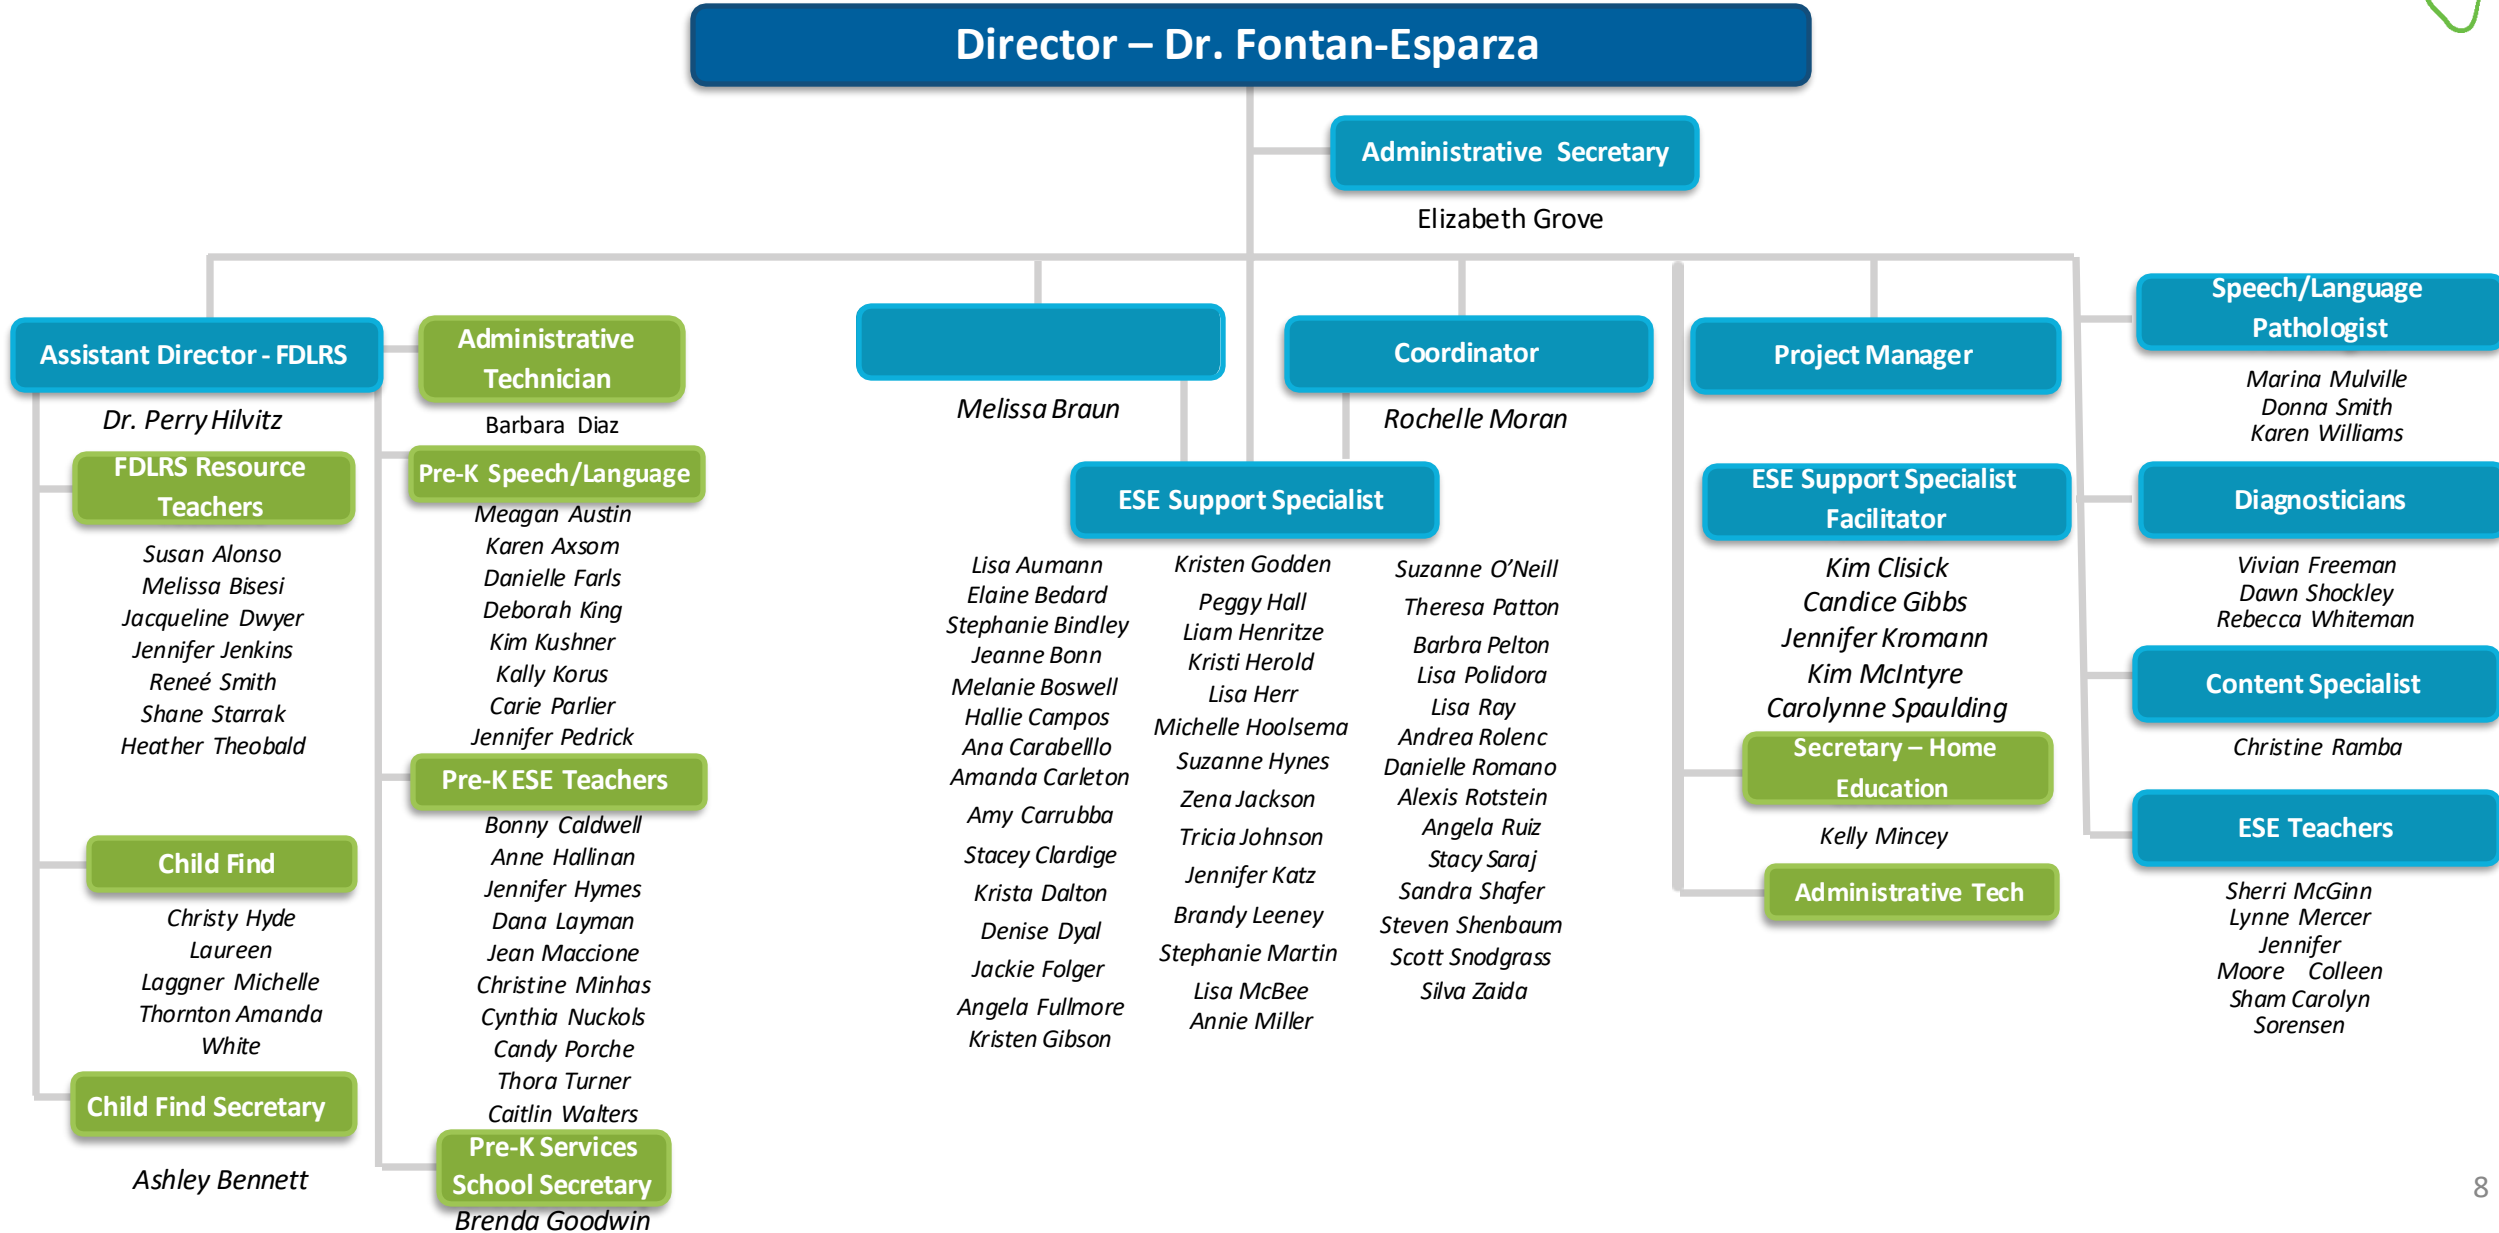 Director – Dr. Fontan-Esparza
Administrative Secretary
Elizabeth Grove
Assistant Director - FDLRS
Dr. Perry Hilvitz
FDLRS Resource
Teachers
Susan Alonso
Melissa Bisesi
Jacqueline Dwyer
Jennifer Jenkins
Reneé Smith
Shane Starrak
Heather Theobald
Child Find
Christy Hyde
Laureen
Laggner Michelle
Thornton Amanda
White
Child Find Secretary
Ashley Bennett
Administrative
Technician
Barbara Diaz
Pre-K Speech/Language
Meagan Austin
Karen Axsom
Danielle Farls
Deborah King
Kim Kushner
Kally Korus
Carie Parlier
Jennifer Pedrick
Pre-K ESE Teachers
Bonny Caldwell
Anne Hallinan
Jennifer Hymes
Dana Layman
Jean Maccione
Christine Minhas
Cynthia Nuckols
Candy Porche
Thora Turner
Caitlin Walters
Pre-K Services
School Secretary
Brenda Goodwin
Melissa Braun
Coordinator
Rochelle Moran
ESE Support Specialist
Lisa Aumann
Elaine Bedard
Stephanie Bindley
Jeanne Bonn
Melanie Boswell
Hallie Campos
Ana Carabelllo
Amanda Carleton
Amy Carrubba
Stacey Clardige
Krista Dalton
Denise Dyal
Jackie Folger
Angela Fullmore
Kristen Gibson
Kristen Godden
Peggy Hall
Liam Henritze
Kristi Herold
Lisa Herr
Michelle Hoolsema
Suzanne Hynes
Zena Jackson
Tricia Johnson
Jennifer Katz
Brandy Leeney
Stephanie Martin
Lisa McBee
Annie Miller
Suzanne O’Neill
Theresa Patton
Barbra Pelton
Lisa Polidora
Lisa Ray
Andrea Rolenc
Danielle Romano
Alexis Rotstein
Angela Ruiz
Stacy Saraj
Sandra Shafer
Steven Shenbaum
Scott Snodgrass
Silva Zaida
Project Manager
ESE Support Specialist
Facilitator
Kim Clisick
Candice Gibbs
Jennifer Kromann
Kim McIntyre
Carolynne Spaulding
Secretary – Home
Education
Kelly Mincey
Administrative Tech
Speech/Language
Pathologist
Marina Mulville
Donna Smith
Karen Williams
Diagnosticians
Vivian Freeman
Dawn Shockley
Rebecca Whiteman
Content Specialist
Christine Ramba
ESE Teachers
Sherri McGinn
Lynne Mercer
Jennifer
Moore Colleen
Sham Carolyn
Sorensen
8